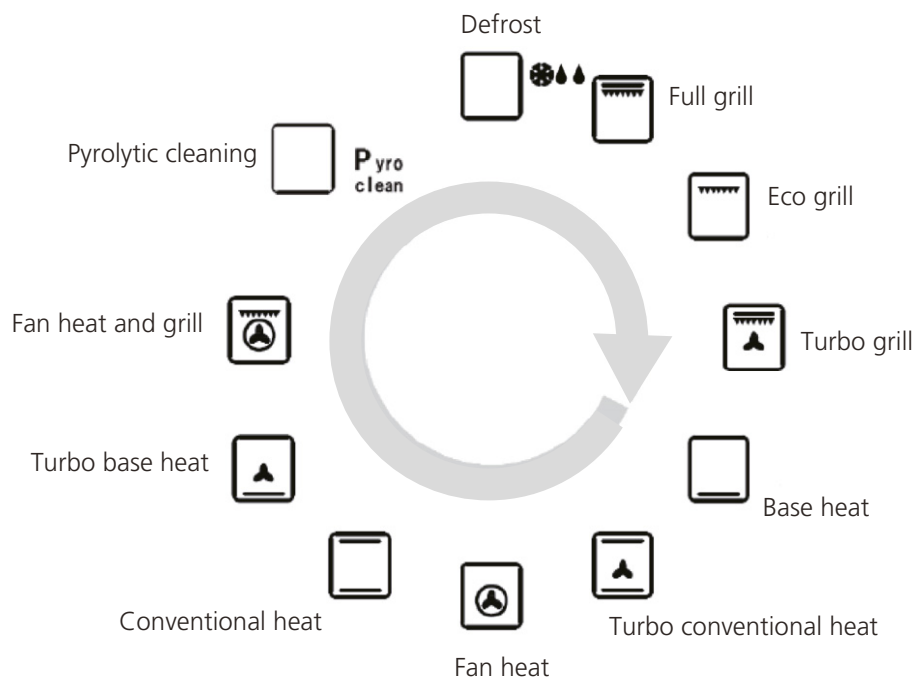 Defrost
Full grill
Pyrolytic cleaning
Pyro
clean
Eco grill
Fan heat and grill
Turbo grill
Turbo base heat
Base heat
Conventional heat
Turbo conventional heat
Fan heat